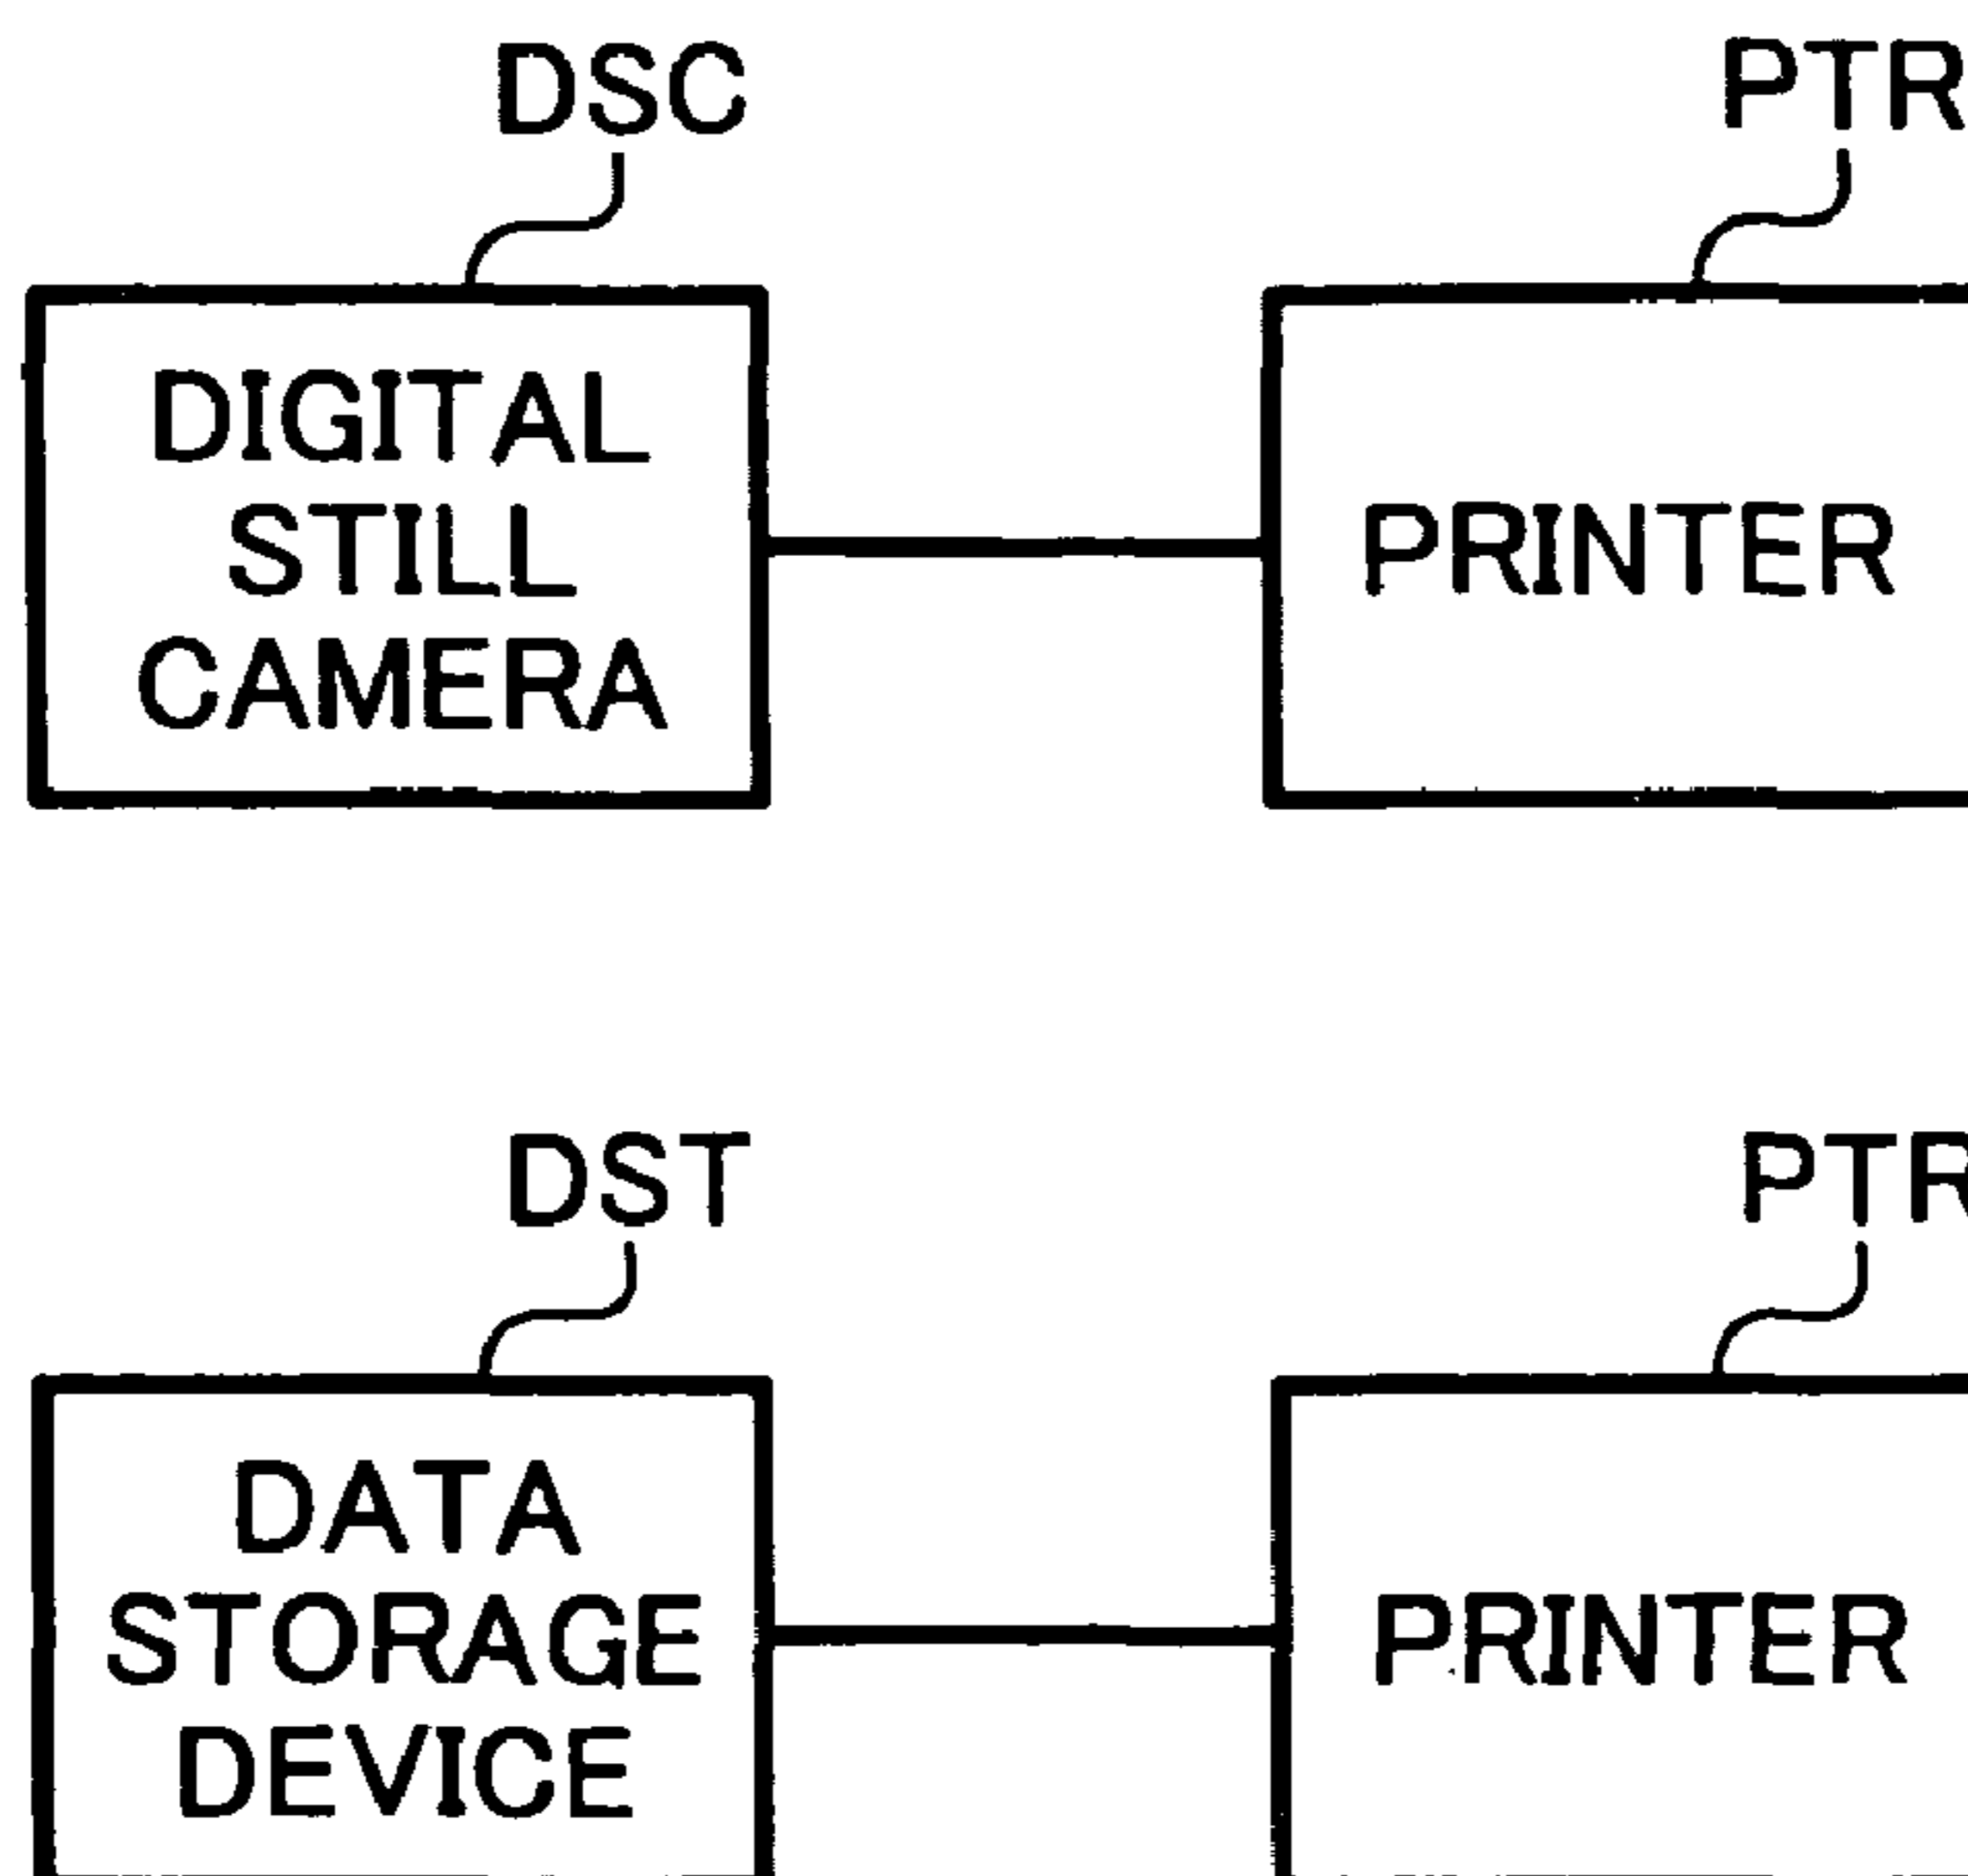 DSC
PTR
DIGITAL
STILL
CAMERA
PRINTER
DST
PTR
DATA
STORAGE
DEVICE
PRINTER